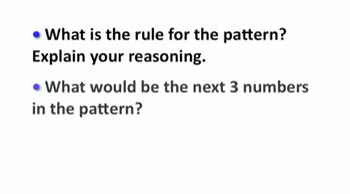 • What is the rule for the pattern?
Explain your reasoning.
• What would be the next 3 numbers
in the pattern?